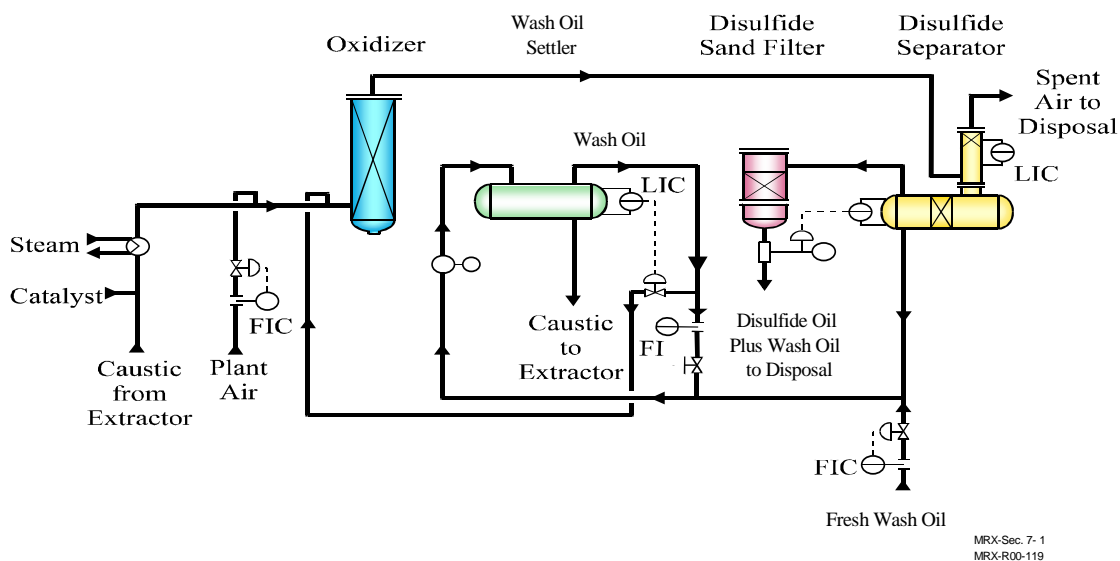 Oxidizer
Wash Oil
Settler
Disulfide
Sand Filter
Disulfide
Separator
Spent
Air to
Disposal
Wash Oil
LIC
LIC
Steam
Catalyst
FIC
Caustic
from
Extractor
Plant
Air
Caustic
to
Extractor
FI
Disulfide Oil
Plus Wash Oil
to Disposal
FIC
Fresh Wash Oil
MRX-Sec. 7- 1
MRX-R00-119